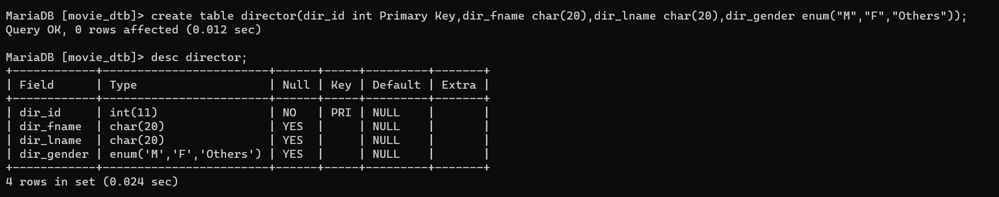 MariaDB [movie_dtb]> create table director(dir_id int Primary Key,dir_fname char(20),dir_lname char(20),dir_gender enum("M","F","Others"));
Query OK, 0 rows affected (0.012 sec)

MariaDB [movie_dtb]> desc director;
+------------+------------------------+------+-----+---------+-------+
| Field      | Type                   | Null | Key | Default | Extra |
+------------+------------------------+------+-----+---------+-------+
| dir_id     | int(11)                | NO   | PRI | NULL    |       |
| dir_fname  | char(20)               | YES  |     | NULL    |       |
| dir_lname  | char(20)               | YES  |     | NULL    |       |
| dir_gender | enum('M','F','Others') | YES  |     | NULL    |       |
+------------+------------------------+------+-----+---------+-------+
4 rows in set (0.024 sec)